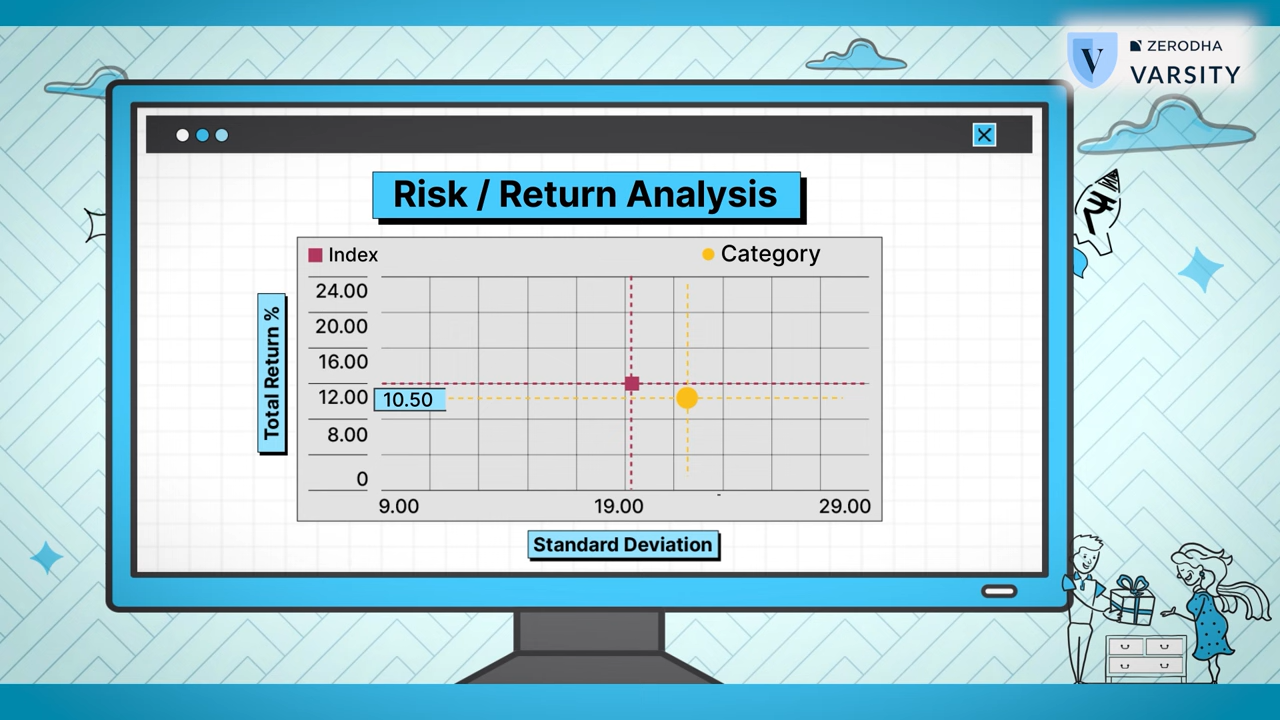 ZERODHA
VARSITY
Risk / Return Analysis
Index
Category
Total Return %
24.00
20.00
16.00
12.00
10.50
8.00
0
9.00
19.00
29.00
Standard Deviation
V
₹